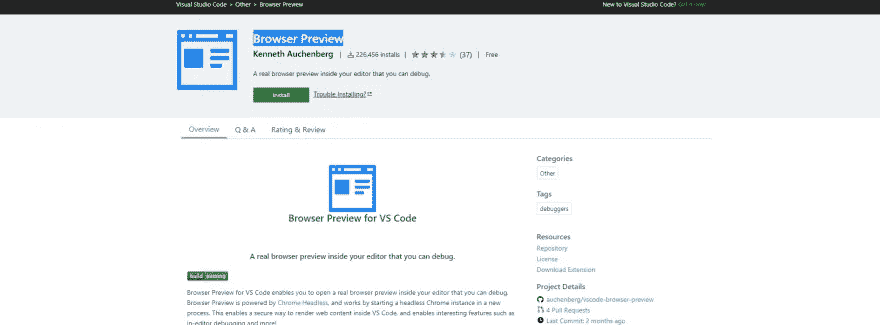 Visual Studio Code > Other > Browser Preview
New to Visual Studio Code? Get it now.
Browser Preview
Kenneth Auchenberg | 226,456 installs | (37) | Free
A real browser preview inside your editor that you can debug.
Install Trouble Installing?
Overview Q & A Rating & Review
Browser Preview for VS Code
A real browser preview inside your editor that you can debug.
build passing
Browser Preview for VS Code enables you to open a real browser preview inside your editor that you can debug.
Browser Preview is powered by Chrome Headless, and works by starting a headless Chrome instance in a new
process. This enables a secure way to render web content inside VS Code, and enables interesting features such as
in-editor debugging and more!
Categories
Other
Tags
debuggers
Resources
Repository
License
Download Extension
Project Details
auchenberg/vscode-browser-preview
4 Pull Requests
Last Commit: 2 months ago